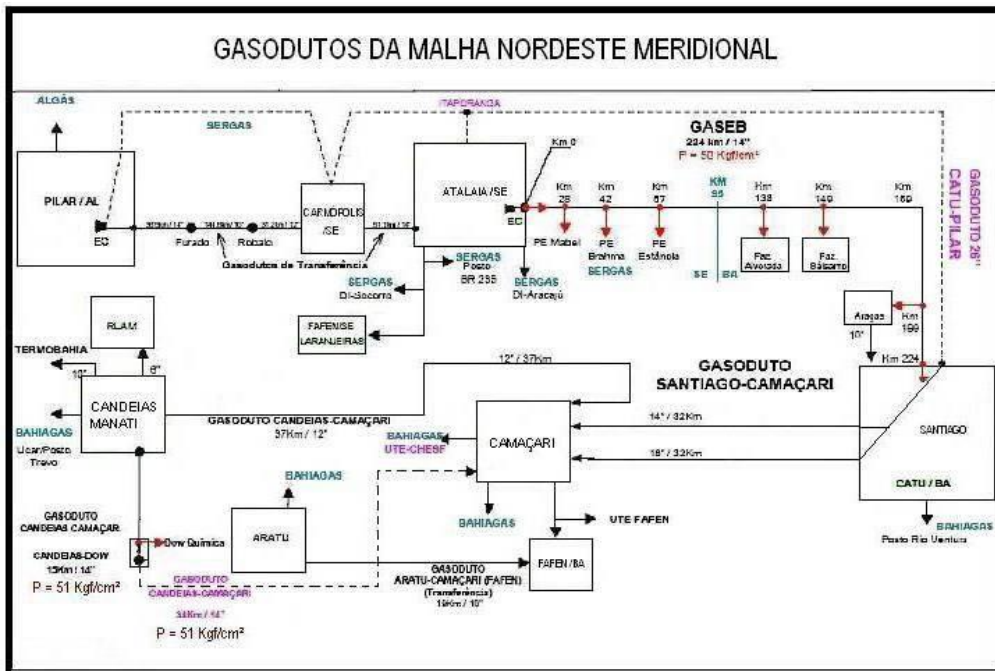 GASODUTOS DA MALHA NORDESTE MERIDIONAL
ALGÁS
SERGAS
ITAPORANGA
Km 0
GASEB
224 km / 14"
P = 50 Kgf/cm²
PILAR / AL
EC
CARMÓPOLIS
/SE
ATALAIA/SE
EC
Km
28
Km
42
Km
67
KM
95
Km
138
Km
149
Km
169
GASODUTO 26"
CATU-PILAR
Furado
Robalo
Gasodutos de Transferência
PE Mabel
PE
Brahma
SERGAS
PE
Estância
SE
BA
Faz.
Alvorada
Faz.
Bálsamo
SERGAS
Posto
BR 235
SERGAS
DI-Socorro
SERGAS
DI-Aracajú
FAFEN/SE
LARANJEIRAS
Araças
10"
Km
199
Km 224
RLAM
TERMOBAHIA
10"
6"
CANDEIAS
MANATI
BAHIAGAS
Ucar/Posto
Trevo
12" / 37Km
GASODUTO CANDEIAS-CAMAÇARI
37Km / 12"
GASODUTO
SANTIAGO-CAMAÇARI
14" / 32Km
18" / 32Km
SANTIAGO
CATU / BA
BAHIAGAS
Posto Rio Ventura
CAMAÇARI
BAHIAGAS
UTE-CHESF
BAHIAGAS
UTE FAFEN
FAFEN /BA
BAHIAGAS
ARATU
GASODUTO
ARATU-CAMAÇARI (FAFEN)
(Transferência)
GASODUTO
CANDEIAS CAMAÇAR
CANDEIAS-DOW
15Km / 14"
P = 51 Kgf/cm²
Dow Química
GASODUTO
CANDEIAS-CAMAÇARI
P = 51 Kgf/cm²